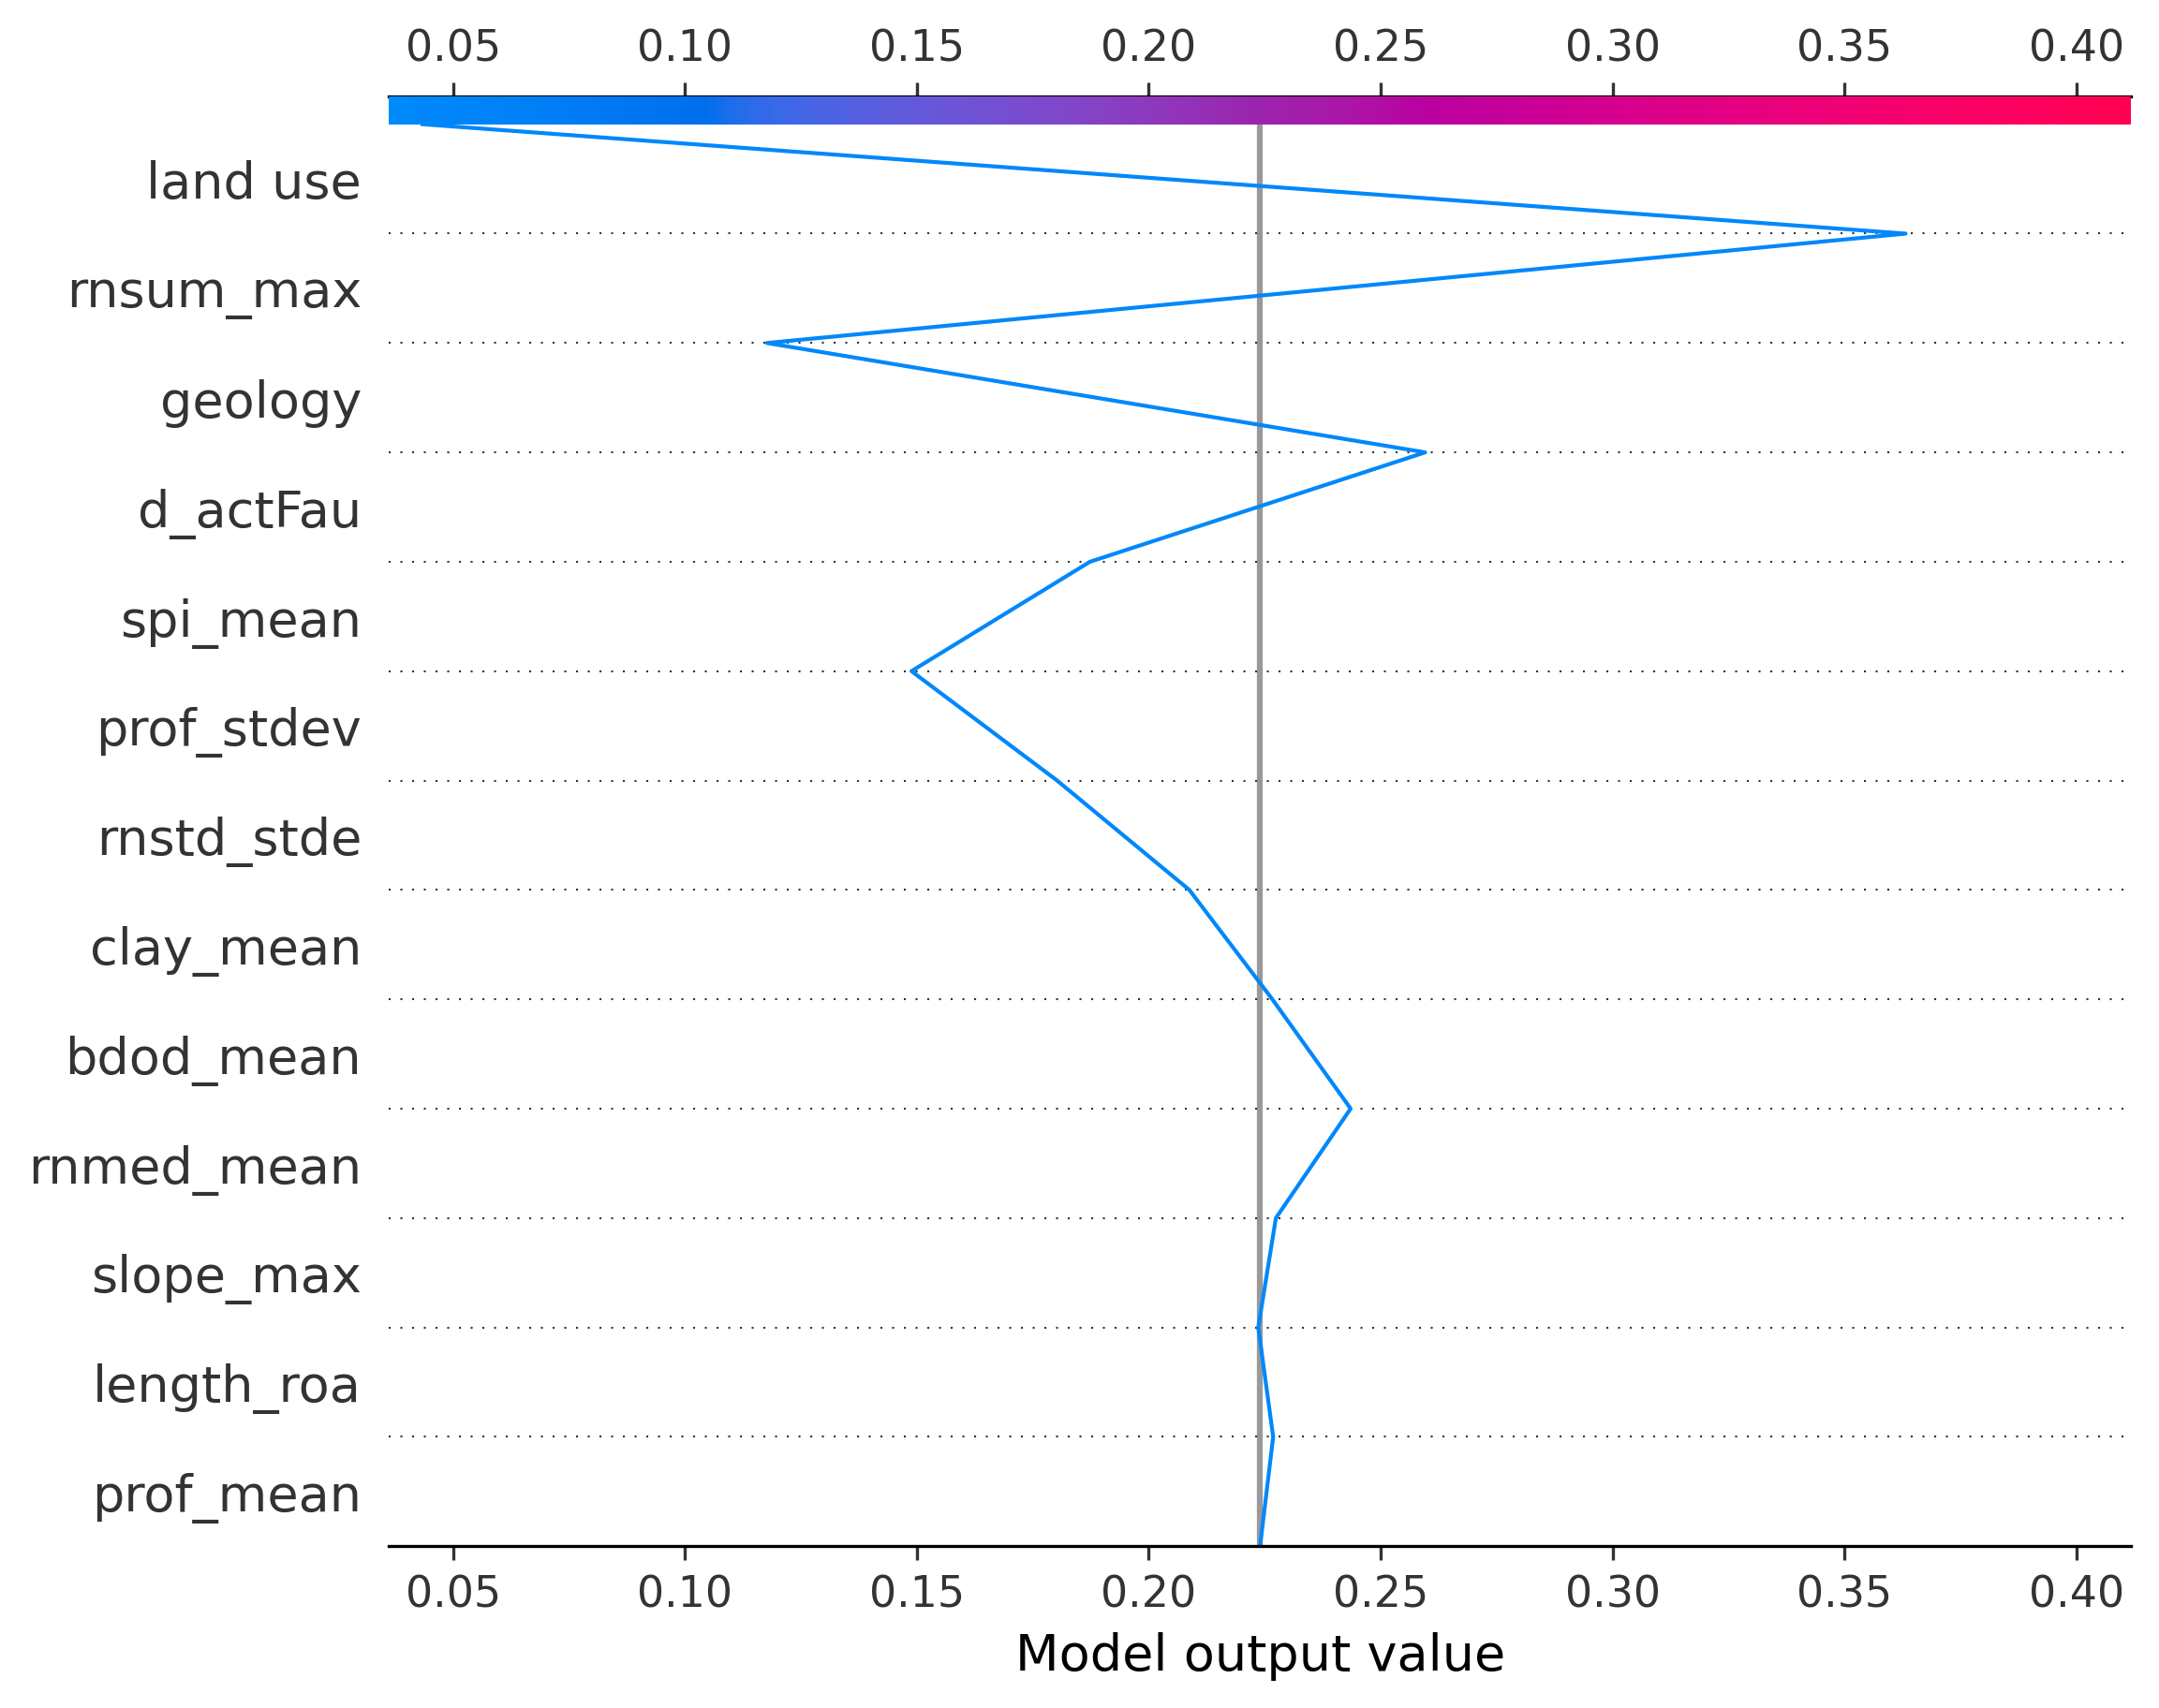 0.05 0.10 0.15 0.20 0.25 0.30 0.35 0.40
land use
rnsum_max
geology
d_actFau
spi_mean
prof_stdev
rnstd_stde
clay_mean
bdod_mean
rnmed_mean
slope_max
length_roa
prof_mean
0.05 0.10 0.15 0.20 0.25 0.30 0.35 0.40
Model output value